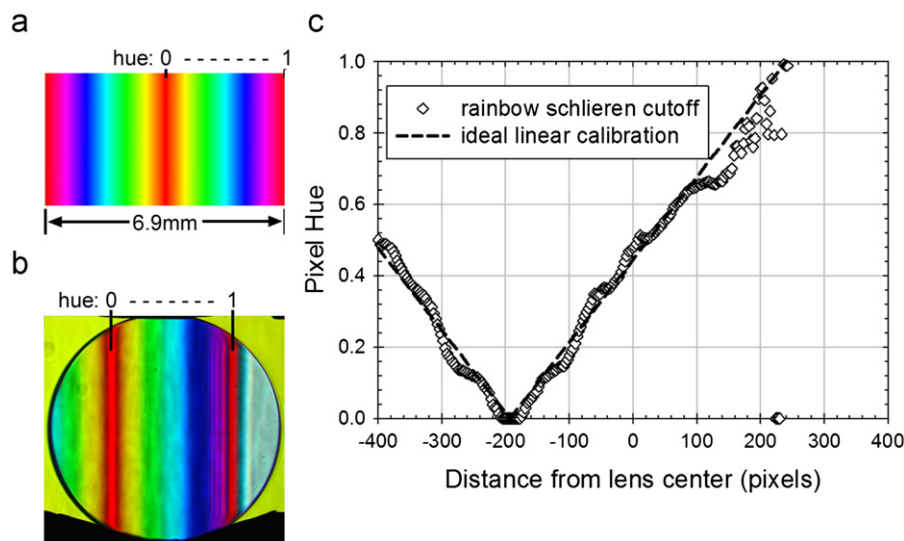 a
hue: 0 - - - - - - - - 1
6.9mm
b
hue: 0 - - - - - - - - - 1
c
Pixel Hue
1.0
0.8
0.6
0.4
0.2
0.0
rainbow schlieren cutoff
ideal linear calibration
-400 -300 -200 -100 0 100 200 300 400
Distance from lens center (pixels)